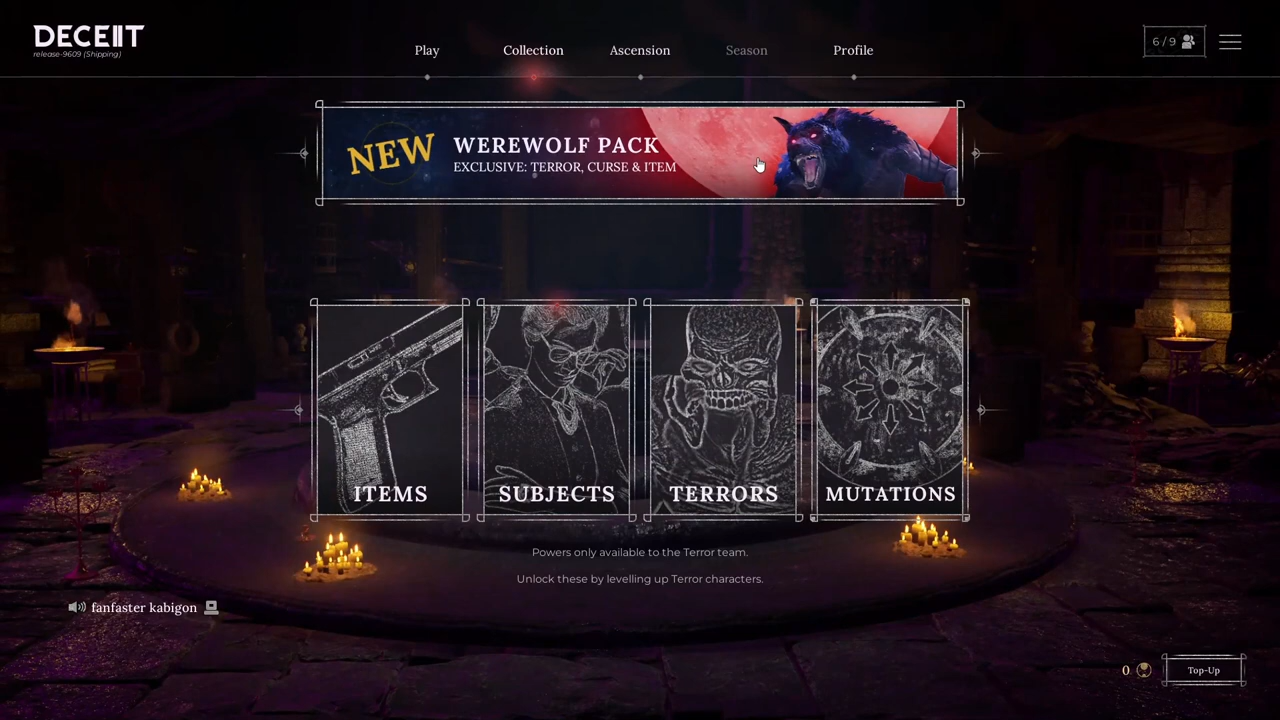 DECEIT
release-9609 (Shipping)
Play
Collection
Ascension
Season
Profile
6 / 9
NEW
WEREWOLF PACK
EXCLUSIVE: TERROR, CURSE & ITEM
ITEMS
SUBJECTS
TERRORS
MUTATIONS
Powers only available to the Terror team.
Unlock these by levelling up Terror characters.
fanfaster kabigon
0
Top-Up